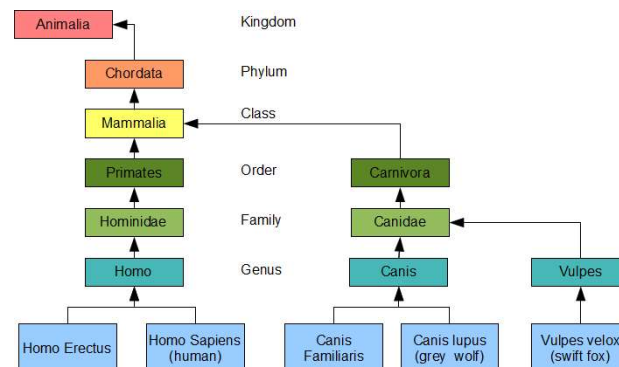 Animalia
Kingdom
Chordata
Phylum
Mammalia
Class
Primates
Order
Carnivora
Hominidae
Family
Canidae
Homo
Genus
Canis
Vulpes
Homo Erectus
Homo Sapiens
(human)
Canis
Familiaris
Canis lupus
(grey wolf)
Vulpes velox
(swift fox)